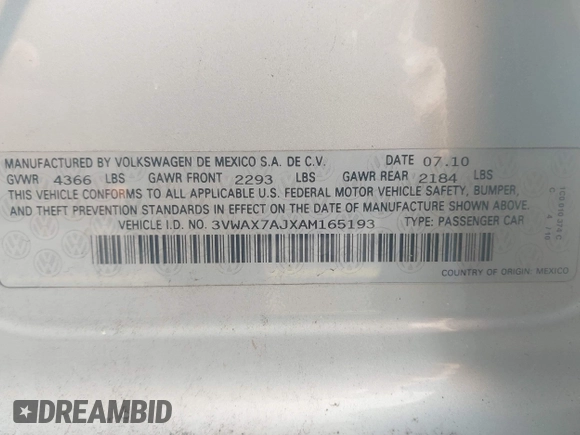 MANUFACTURED BY VOLKSWAGEN DE MEXICO S.A. DE C.V. DATE 07.10
GVWR 4366 LBS GAWR FRONT 2293 LBS GAWR REAR 2184 LBS
THIS VEHICLE CONFORMS TO ALL APPLICABLE U.S. FEDERAL MOTOR VEHICLE SAFETY, BUMPER,
AND THEFT PREVENTION STANDARDS IN EFFECT ON THE DATE OF MANUFACTURE SHOWN ABOVE.
VEHICLE I.D. NO. 3VWAX7AJXAM165193 TYPE: PASSENGER CAR
COUNTRY OF ORIGIN: MEXICO
DREAMBID